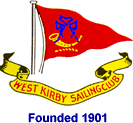 WEST KIRBY SAILING CLUB
Founded 1901